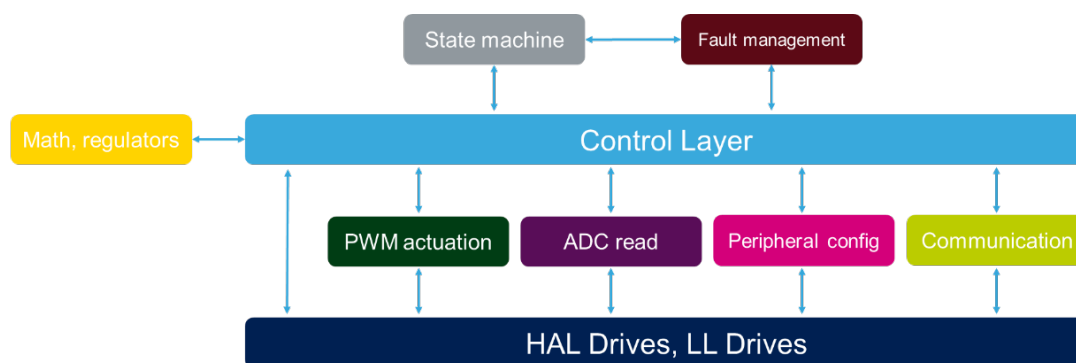 State machine
Fault management
Math, regulators
Control Layer
PWM actuation
ADC read
Peripheral config
Communication
HAL Drives, LL Drives